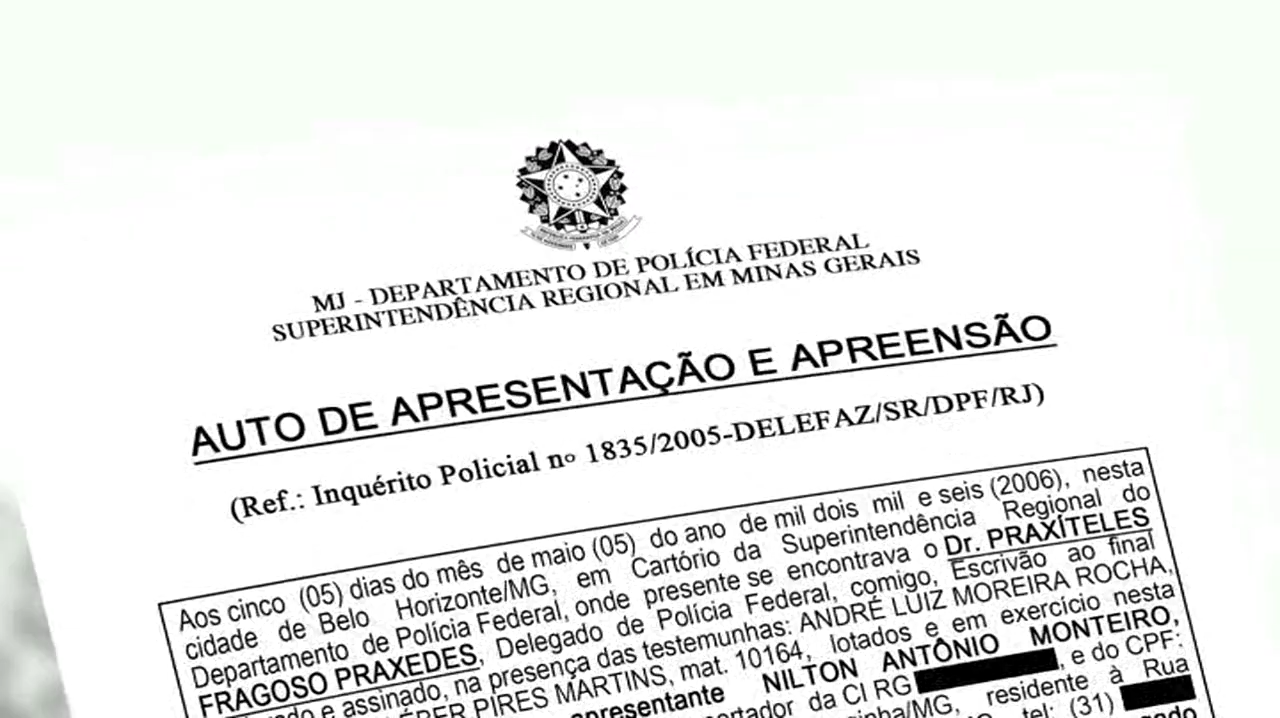 MJ - DEPARTAMENTO DE POLÍCIA FEDERAL
SUPERINTENDÊNCIA REGIONAL EM MINAS GERAIS
AUTO DE APRESENTAÇÃO E APREENSÃO
(Ref.: Inquérito Policial nº 1835/2005-DELEFAZ/SR/DPF/RJ)
Aos cinco (05) dias do mês de maio (05) do ano de mil dois mil e seis (2006), nesta
cidade de Belo Horizonte/MG, em Cartório da Superintendência Regional do
Departamento de Polícia Federal, onde presente se encontrava o Dr. PRAXÍTELES
FRAGOSO PRAXEDES, Delegado de Polícia Federal, comigo, Escrivão ao final
e assinado, na presença das testemunhas: ANDRÉ LUIZ MOREIRA ROCHA,
PIRES MARTINS, mat. 10164, lotados e em exercício nesta
NILTON ANTÔNIO MONTEIRO,
da CI RG , e do CPF:
residente à Rua
tel: (31)